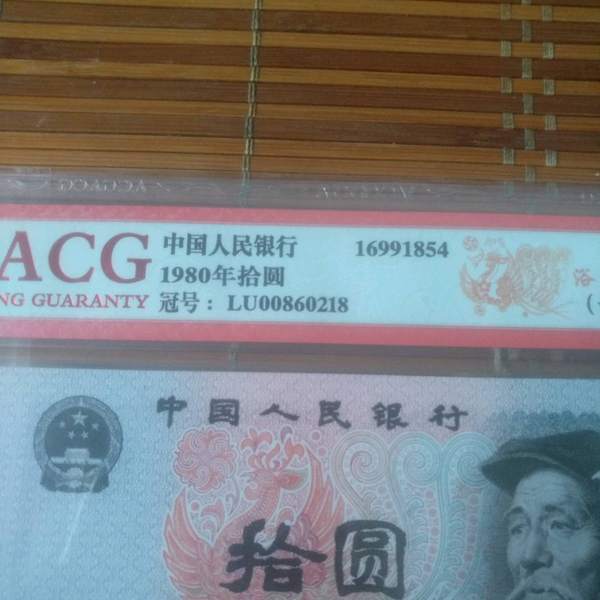 ACG
NG GUARANTY
中国人民银行 16991854
1980年拾圆
冠号：LU00860218
浴
中国人民银行
拾圆